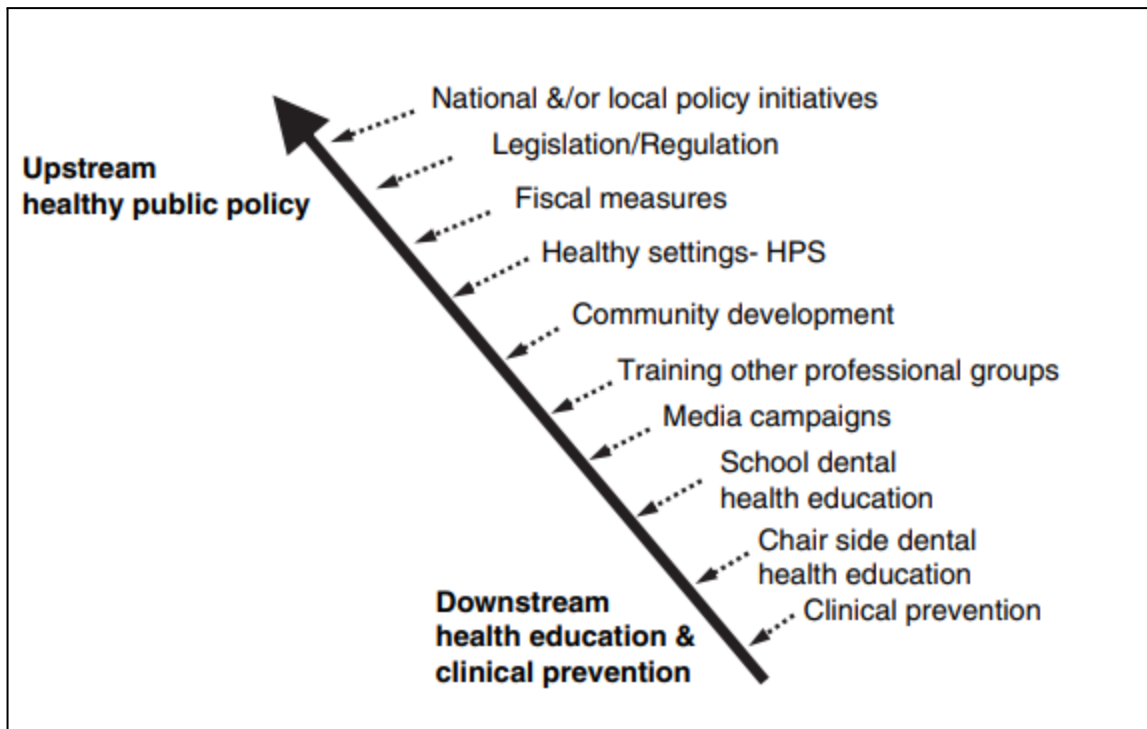 National &/or local policy initiatives
Legislation/Regulation
Upstream
healthy public policy
Fiscal measures
Healthy settings- HPS
Community development
Training other professional groups
Media campaigns
School dental
health education
Chair side dental
health education
Downstream
health education &
clinical prevention
Clinical prevention